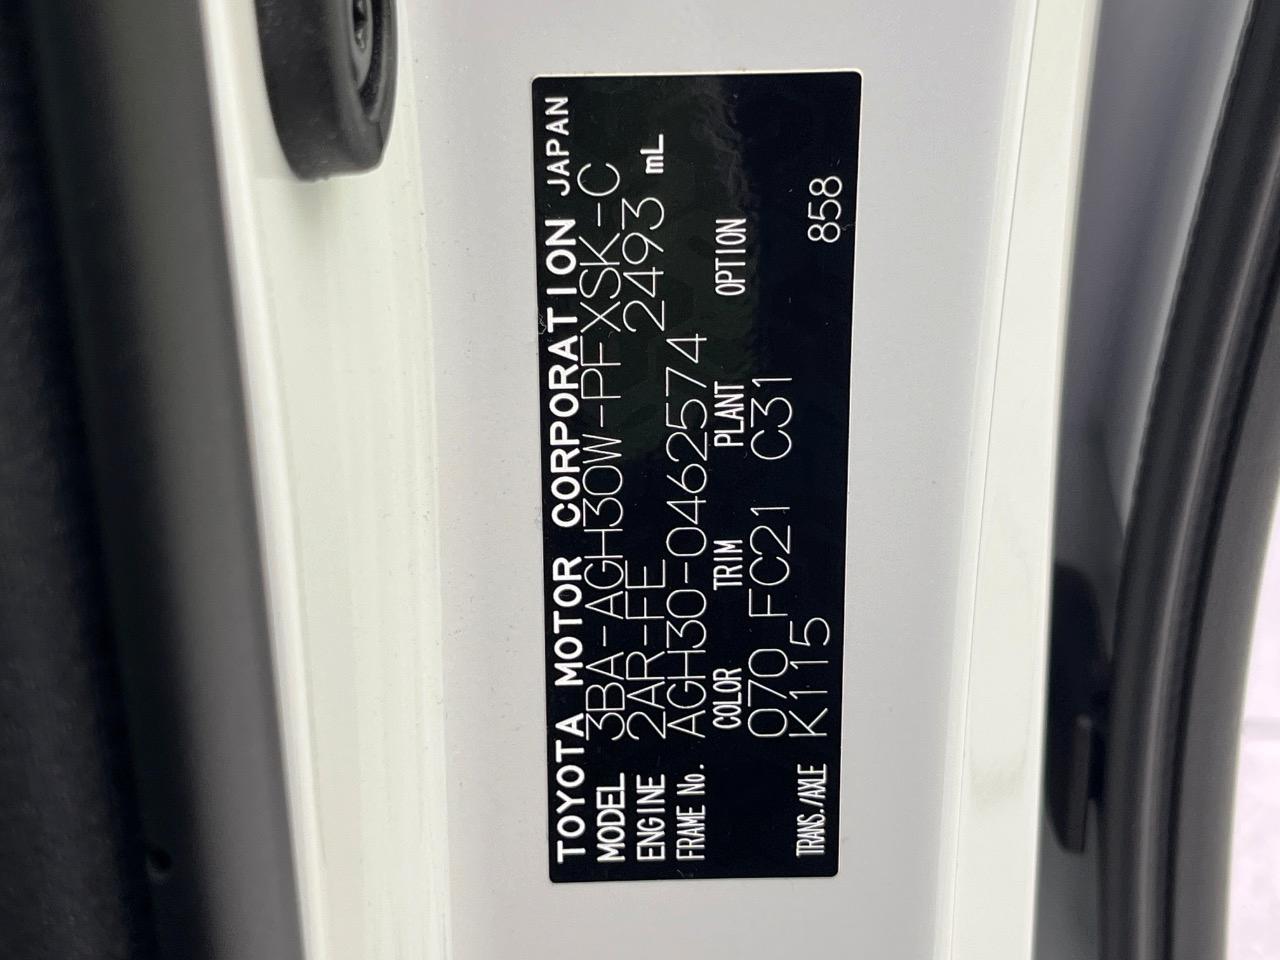 TOYOTA MOTOR CORPORATION JAPAN
MODEL 3BA-AGH30W-PFXSK-C
ENGINE 2AR-FE 2493 mL
FRAME No. AGH30-0462574
COLOR TRIM PLANT OPTION
070 FC21 C31
TRANS./AXLE K115 858